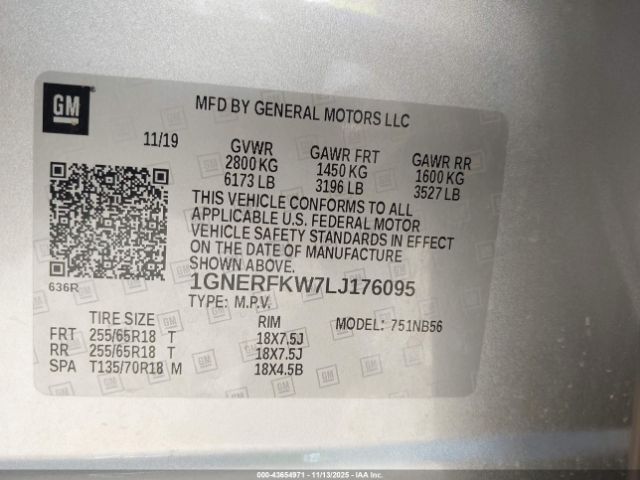 GM
MFD BY GENERAL MOTORS LLC
11/19
GVWR
2800 KG
6173 LB
GAWR FRT
1450 KG
3196 LB
GAWR RR
1600 KG
3527 LB
THIS VEHICLE CONFORMS TO ALL
APPLICABLE U.S. FEDERAL MOTOR
VEHICLE SAFETY STANDARDS IN EFFECT
ON THE DATE OF MANUFACTURE
SHOWN ABOVE.
636R
1GNERFKW7LJ176095
TYPE: M.P.V.
MODEL: 751NB56
TIRE SIZE RIM
FRT 255/65R18 T 18X7.5J
RR 255/65R18 T 18X7.5J
SPA T135/70R18 M 18X4.5B
000-43654971 - 11/13/2025 - IAAI.CA